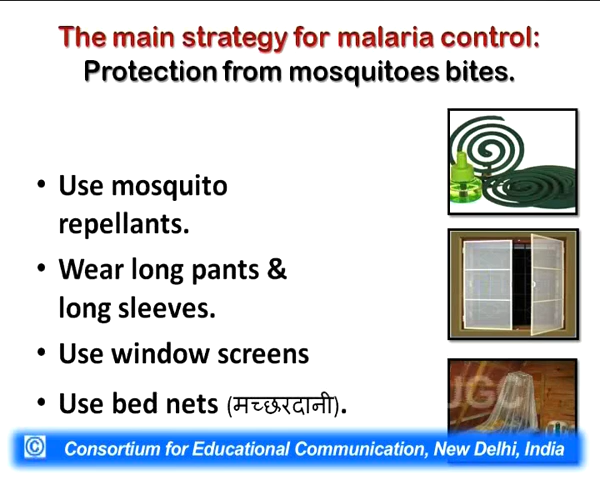 The main strategy for malaria control:
Protection from mosquitoes bites.
• Use mosquito
repellants.
• Wear long pants &
long sleeves.
• Use window screens
• Use bed nets (मच्छरदानी).
UGC
© Consortium for Educational Communication, New Delhi, India